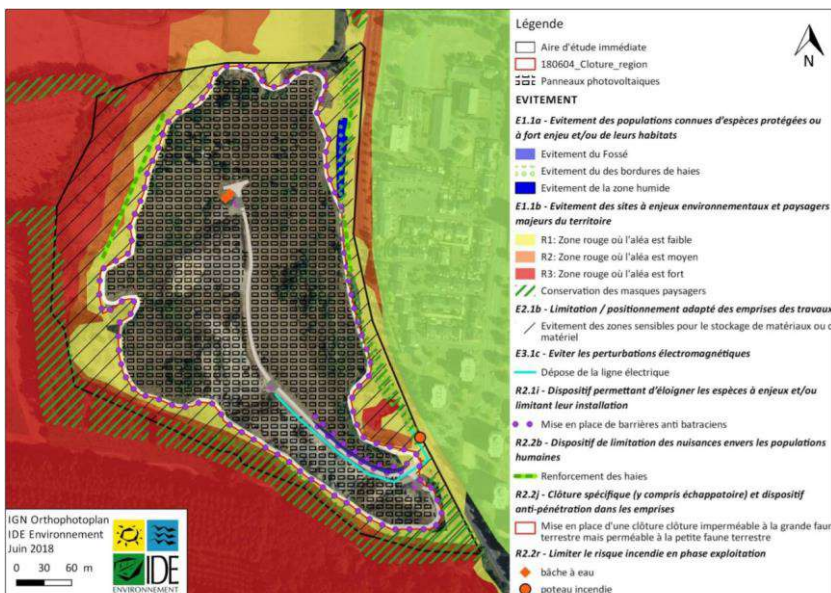 Légende
Aire d'étude immédiate
180604_Cloture_region
Panneaux photovoltaiques
EVITEMENT
E1.1a - Evitement des populations connues d'espèces protégées ou
à fort enjeu et/ou de leurs habitats
Evitement du Fossé
Evitement du des bordures de haies
Evitement de la zone humide
E1.1b - Evitement des sites à enjeux environnementaux et paysagers
majeurs du territoire
R1: Zone rouge où l'aléa est faible
R2: Zone rouge où l'aléa est moyen
R3: Zone rouge où l'aléa est fort
Conservation des masques paysagers
E2.1b - Limitation / positionnement adapté des emprises des travaux
Evitement des zones sensibles pour le stockage de matériaux ou d
matériel
E3.1c - Eviter les perturbations électromagnétiques
Dépose de la ligne électrique
R2.1i - Dispositif permettant d'éloigner les espèces à enjeux et/ou
limitant leur installation
Mise en place de barrières anti batraciens
R2.2b - Dispositif de limitation des nuisances envers les populations
humaines
Renforcement des haies
R2.2j - Clôture spécifique (y compris échappatoire) et dispositif
anti-pénétration dans les emprises
Mise en place d'une clôture clôture imperméable à la grande faun
terrestre mais perméable à la petite faune terrestre
R2.2r - Limiter le risque incendie en phase exploitation
bâche à eau
poteau incendie
N
IGN Orthophotoplan
IDE Environnement
Juin 2018
0 30 60 m
IDE
ENVIRONNEMENT